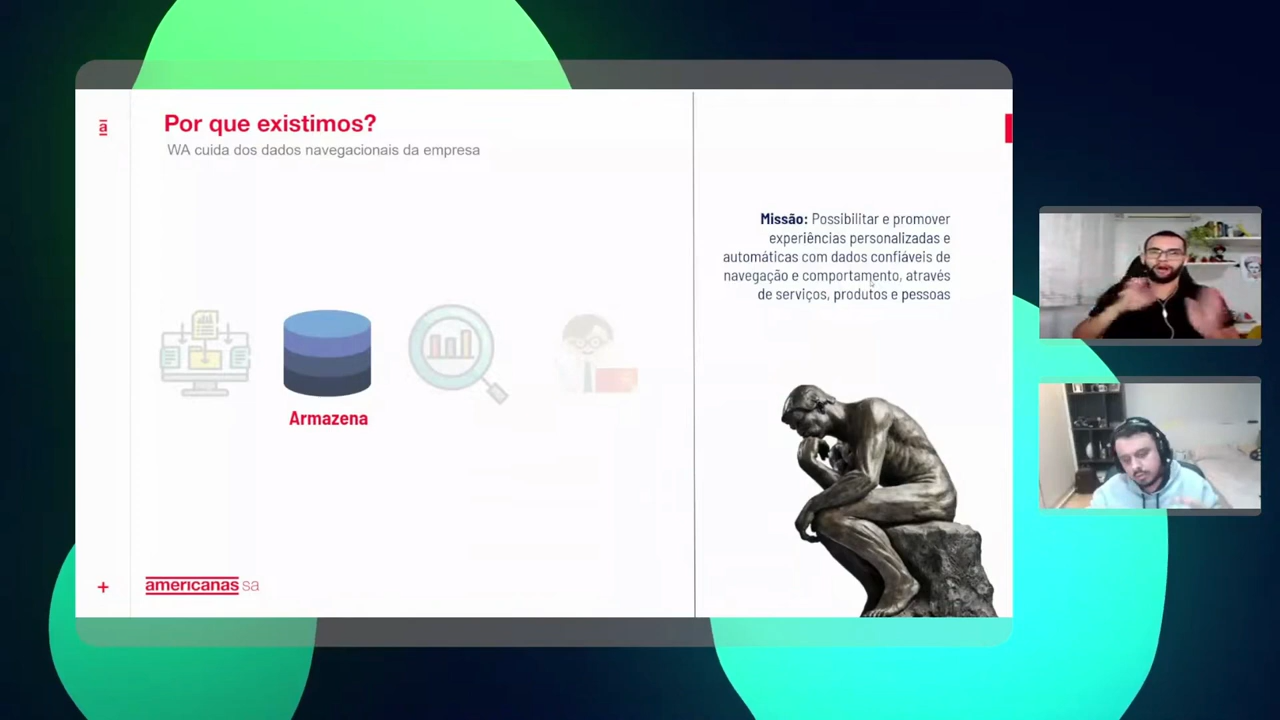 ā
Por que existimos?
WA cuida dos dados navegacionais da empresa
Missão: Possibilitar e promover
experiências personalizadas e
automáticas com dados confiáveis de
navegação e comportamento, através
de serviços, produtos e pessoas
Armazena
+
americanas sa